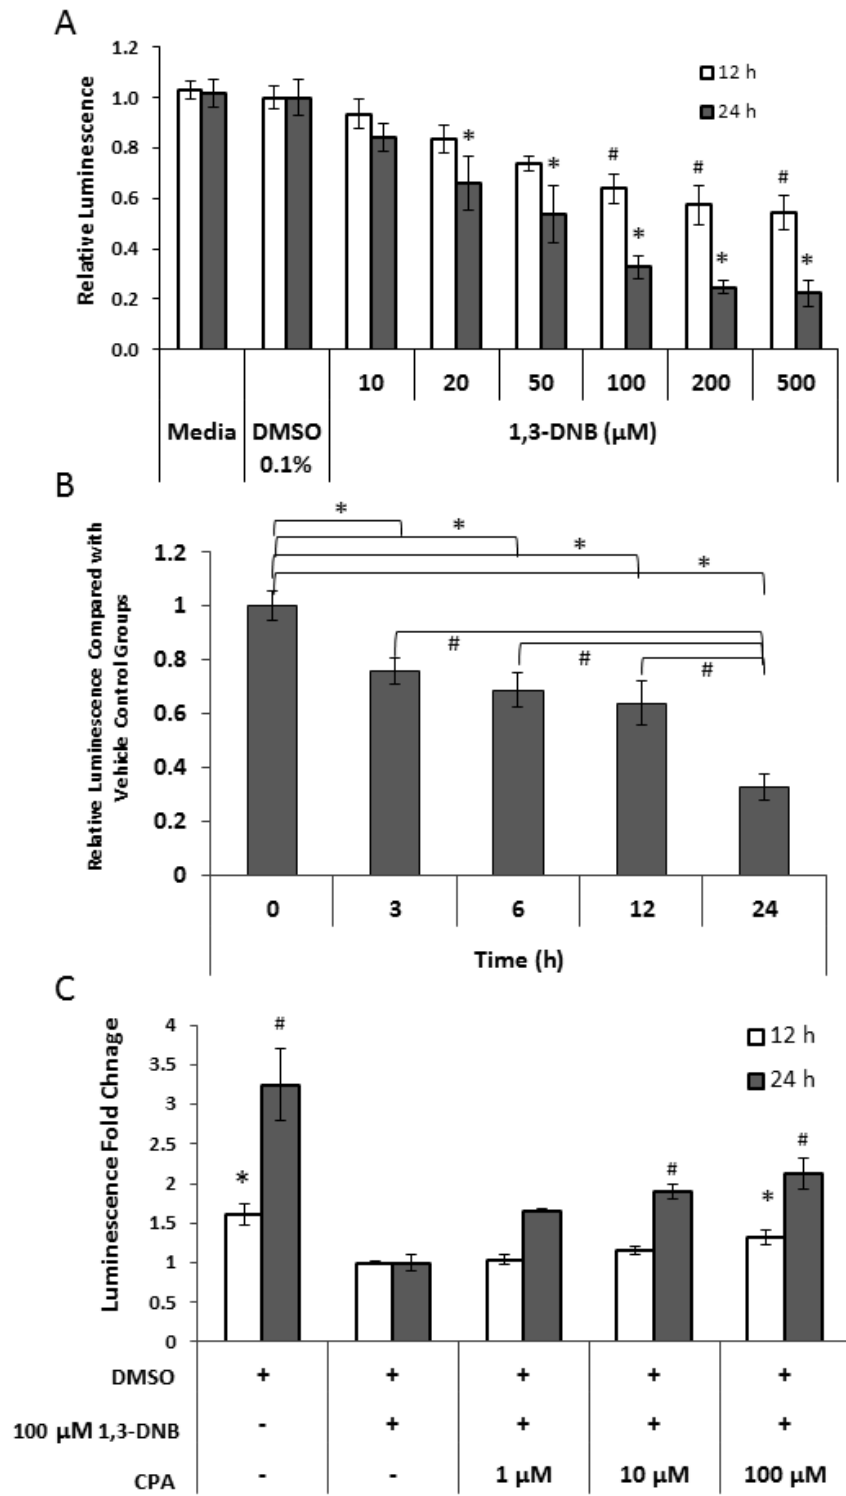 A
1.2
1.0
0.8
0.6
0.4
0.2
0.0
Relative Luminescence
12 h
24 h
* * # # #
* * *
10 20 50 100 200 500
Media DMSO 0.1% 1,3-DNB (µM)
B
1.2
1
0.8
0.6
0.4
0.2
0
Relative Luminescence Compared with
Vehicle Control Groups
* * * *
# # #
0 3 6 12 24
Time (h)
C
4
3.5
3
2.5
2
1.5
1
0.5
0
Luminescence Fold Chnage
12 h
24 h
* # # * #
DMSO + + + + +
100 µM 1,3-DNB - + + + +
CPA - - 1 µM 10 µM 100 µM